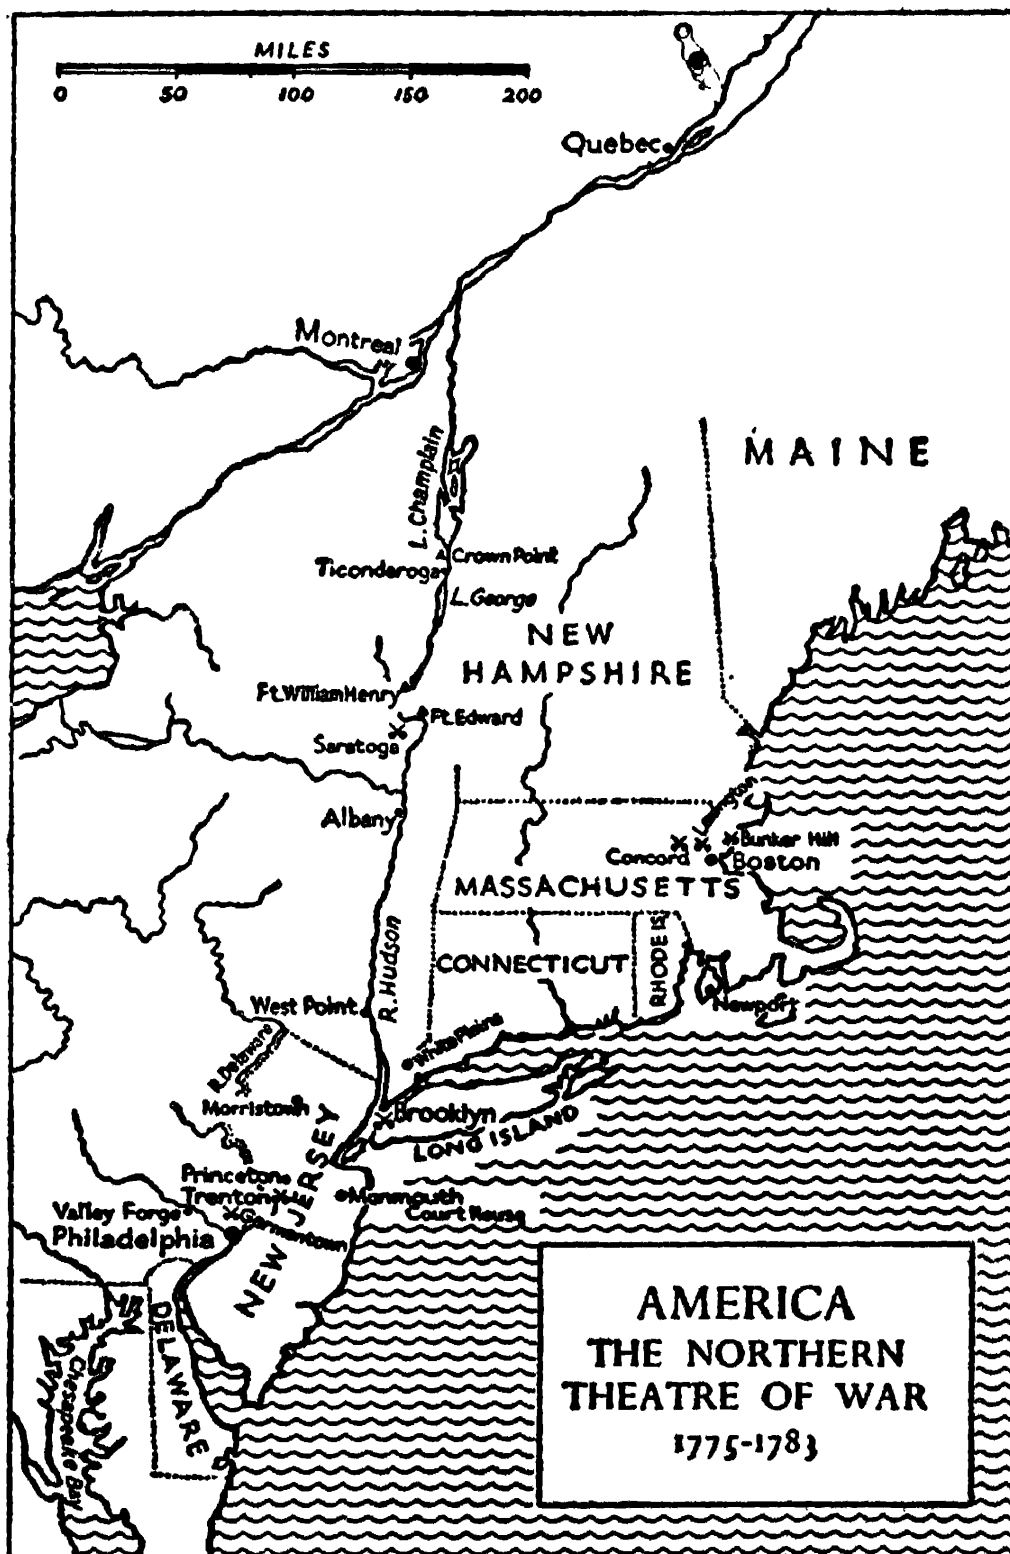 MILES
0 50 100 150 200
Quebec
Montreal
MAINE
L. Champlain
Crown Point
Ticonderoga
L. George
NEW
HAMPSHIRE
Ft. William Henry
Ft. Edward
Saratoga
Albany
Lexington
Bunker Hill
Concord
Boston
MASSACHUSETTS
R. Hudson
CONNECTICUT
RHODE IS.
Newport
West Point
White Plains
R. Delaware
Morristown
Brooklyn
LONG ISLAND
NEW JERSEY
Princeton
Trenton
Monmouth
Court House
Valley Forge
Germantown
Philadelphia
DELAWARE
Chesapeake Bay
AMERICA
THE NORTHERN
THEATRE OF WAR
1775-1783